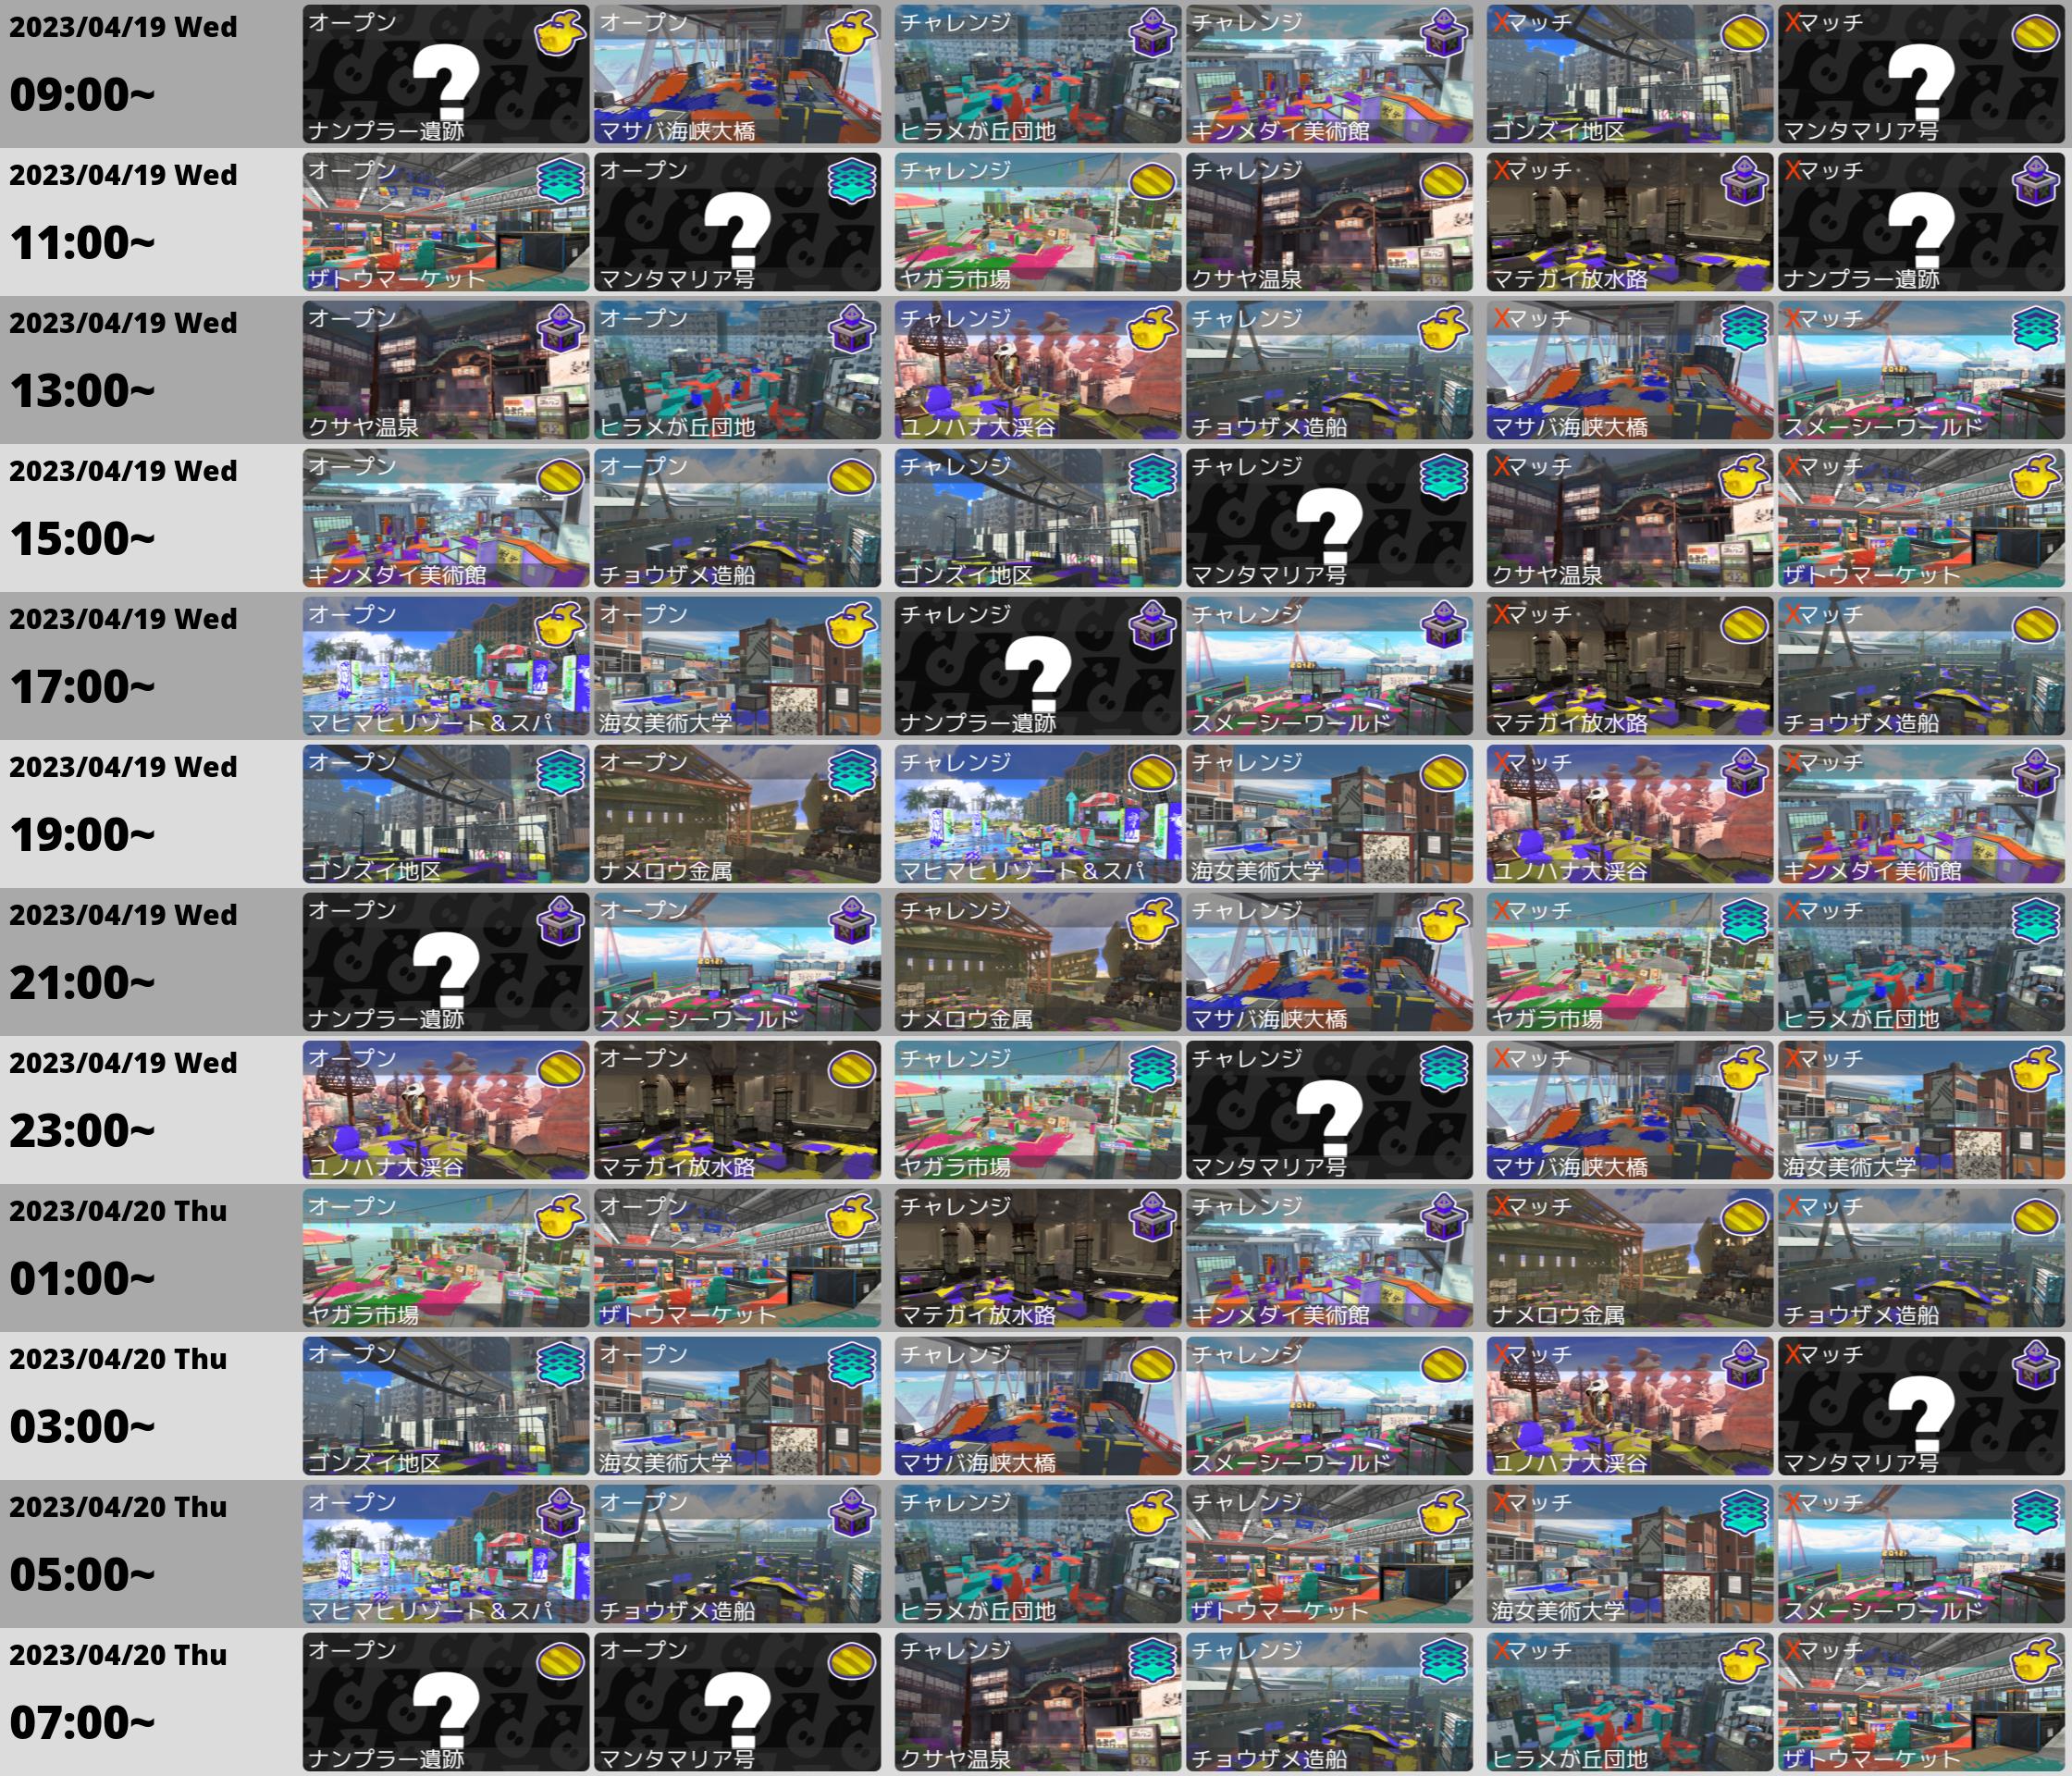 2023/04/19 Wed
09:00~
オープン
ナンプラー遺跡
オープン
マサバ海峡大橋
チャレンジ
ヒラメが丘団地
チャレンジ
キンメダイ美術館
Xマッチ
ゴンズイ地区
Xマッチ
マンタマリア号
2023/04/19 Wed
11:00~
オープン
ザトウマーケット
オープン
マンタマリア号
チャレンジ
ヤガラ市場
チャレンジ
クサヤ温泉
Xマッチ
マテガイ放水路
Xマッチ
ナンプラー遺跡
2023/04/19 Wed
13:00~
オープン
クサヤ温泉
オープン
ヒラメが丘団地
チャレンジ
ユノハナ大渓谷
チャレンジ
チョウザメ造船
Xマッチ
マサバ海峡大橋
Xマッチ
スメーシーワールド
2023/04/19 Wed
15:00~
オープン
キンメダイ美術館
オープン
チョウザメ造船
チャレンジ
ゴンズイ地区
チャレンジ
マンタマリア号
Xマッチ
クサヤ温泉
Xマッチ
ザトウマーケット
2023/04/19 Wed
17:00~
オープン
マヒマヒリゾート＆スパ
オープン
海女美術大学
チャレンジ
ナンプラー遺跡
チャレンジ
スメーシーワールド
Xマッチ
マテガイ放水路
Xマッチ
チョウザメ造船
2023/04/19 Wed
19:00~
オープン
ゴンズイ地区
オープン
ナメロウ金属
チャレンジ
マヒマヒリゾート＆スパ
チャレンジ
海女美術大学
Xマッチ
ユノハナ大渓谷
Xマッチ
キンメダイ美術館
2023/04/19 Wed
21:00~
オープン
ナンプラー遺跡
オープン
スメーシーワールド
チャレンジ
ナメロウ金属
チャレンジ
マサバ海峡大橋
Xマッチ
ヤガラ市場
Xマッチ
ヒラメが丘団地
2023/04/19 Wed
23:00~
オープン
ユノハナ大渓谷
オープン
マテガイ放水路
チャレンジ
ヤガラ市場
チャレンジ
マンタマリア号
Xマッチ
マサバ海峡大橋
Xマッチ
海女美術大学
2023/04/20 Thu
01:00~
オープン
ヤガラ市場
オープン
ザトウマーケット
チャレンジ
マテガイ放水路
チャレンジ
キンメダイ美術館
Xマッチ
ナメロウ金属
Xマッチ
チョウザメ造船
2023/04/20 Thu
03:00~
オープン
ゴンズイ地区
オープン
海女美術大学
チャレンジ
マサバ海峡大橋
チャレンジ
スメーシーワールド
Xマッチ
ユノハナ大渓谷
Xマッチ
マンタマリア号
2023/04/20 Thu
05:00~
オープン
マヒマヒリゾート＆スパ
オープン
チョウザメ造船
チャレンジ
ヒラメが丘団地
チャレンジ
ザトウマーケット
Xマッチ
海女美術大学
Xマッチ
スメーシーワールド
2023/04/20 Thu
07:00~
オープン
ナンプラー遺跡
オープン
マンタマリア号
チャレンジ
クサヤ温泉
チャレンジ
チョウザメ造船
Xマッチ
ヒラメが丘団地
Xマッチ
ザトウマーケット